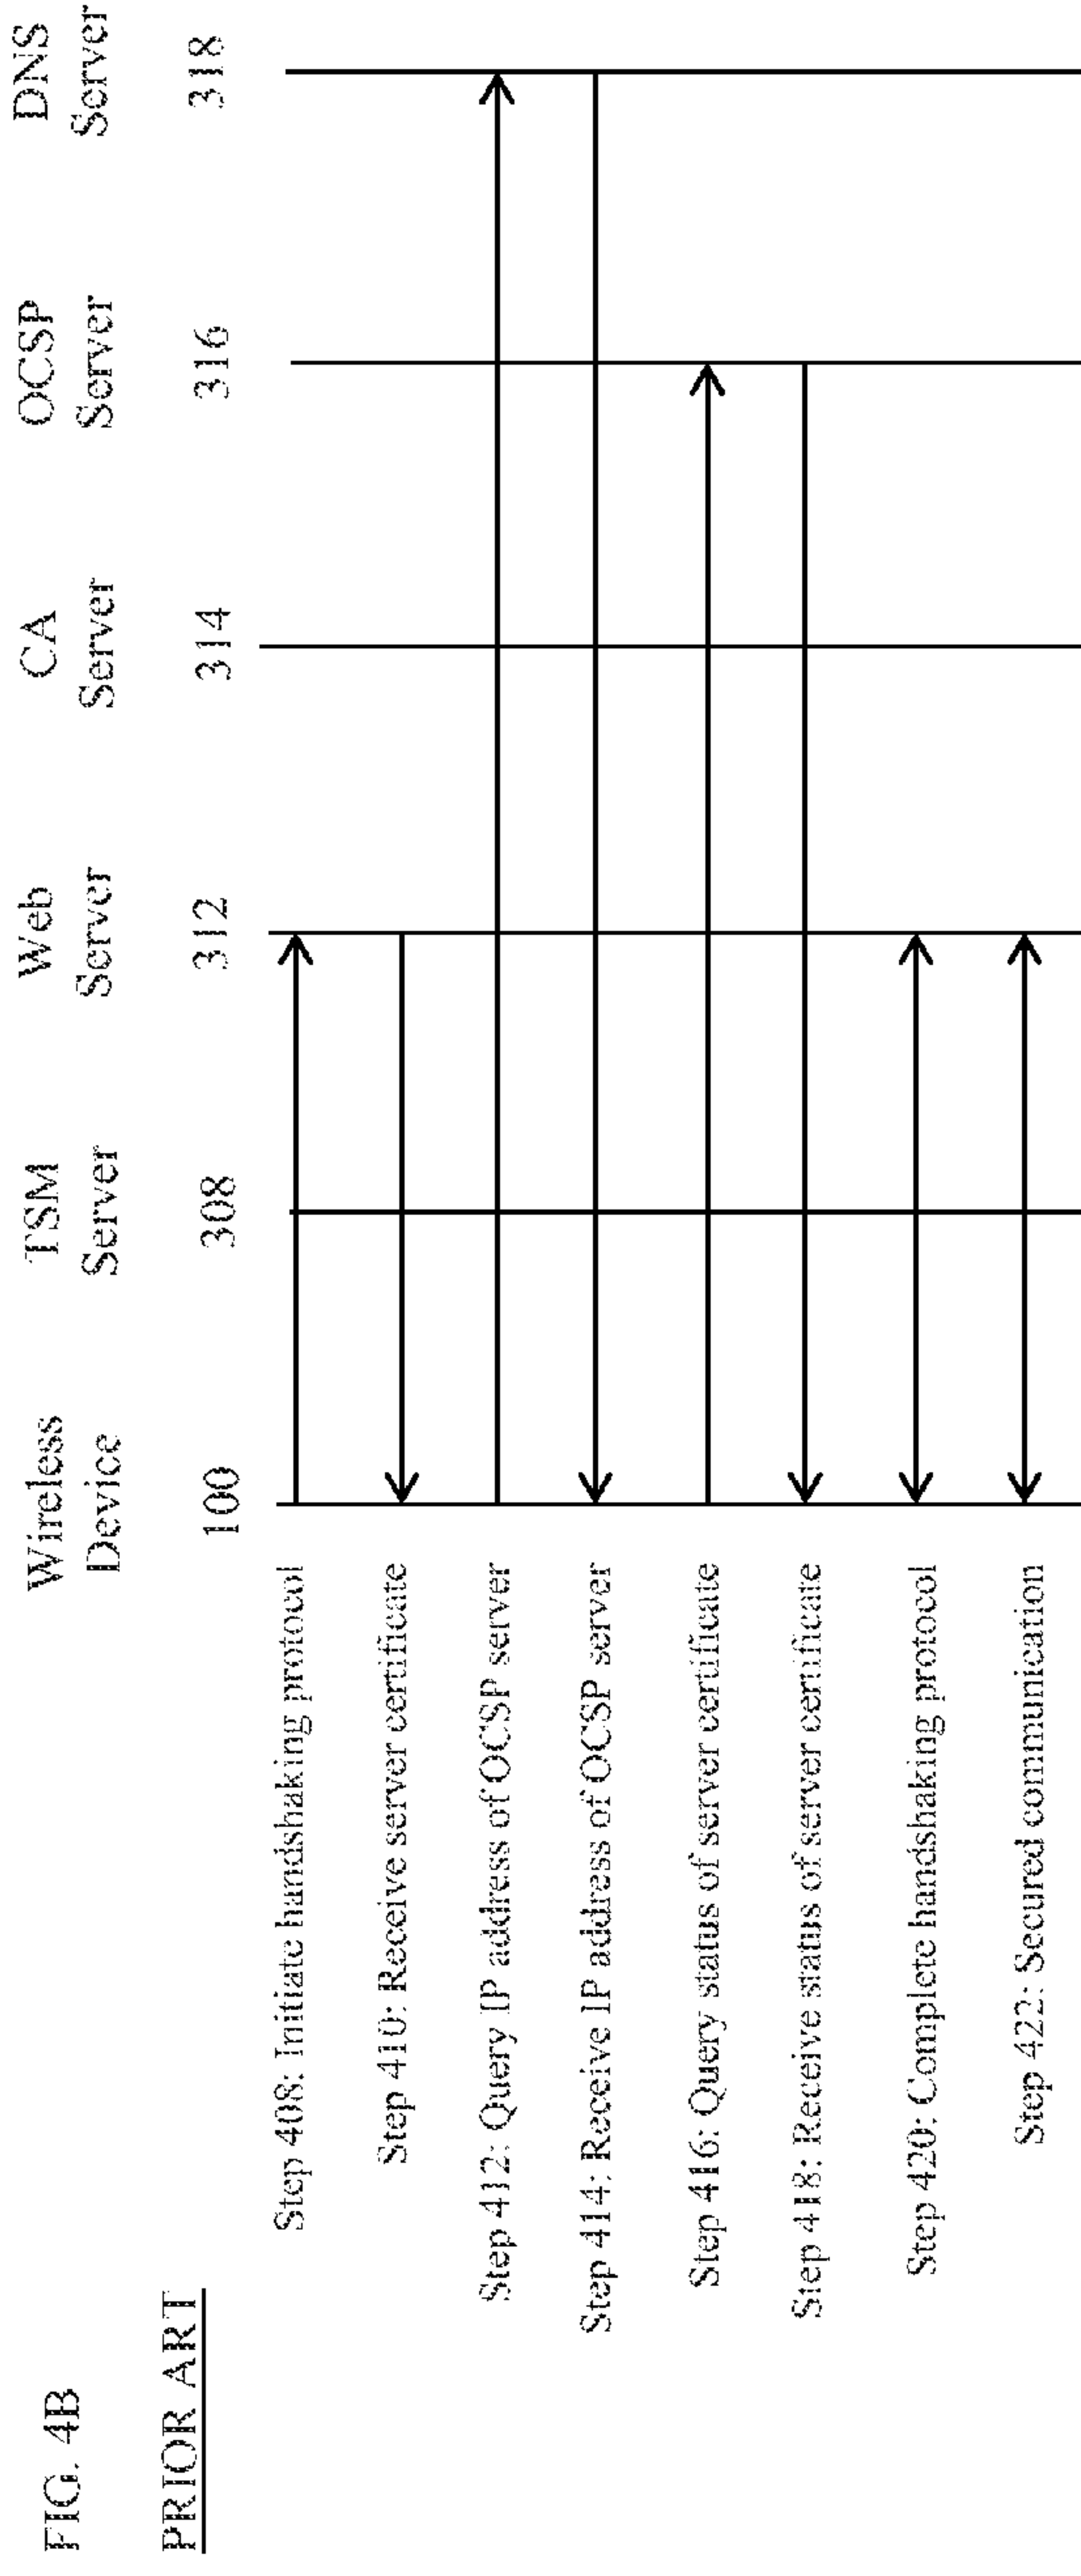 FIG. 4B
PRIOR ART
Wireless
Device
100
TSM
Server
308
Web
Server
312
CA
Server
314
OCSP
Server
316
DNS
Server
318
Step 408: Initiate handshaking protocol
Step 410: Receive server certificate
Step 412: Query IP address of OCSP server
Step 414: Receive IP address of OCSP server
Step 416: Query status of server certificate
Step 418: Receive status of server certificate
Step 420: Complete handshaking protocol
Step 422: Secured communication